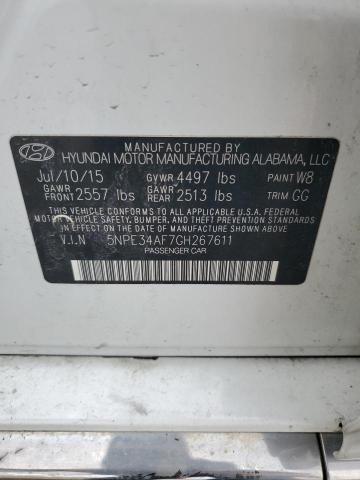 MANUFACTURED BY
HYUNDAI MOTOR MANUFACTURING ALABAMA, LLC
Jul/10/15 GVWR 4497 lbs PAINT W8
GAWR FRONT 2557 lbs GAWR REAR 2513 lbs TRIM GG
THIS VEHICLE CONFORMS TO ALL APPLICABLE U.S.A. FEDERAL
MOTOR VEHICLE SAFETY, BUMPER, AND THEFT PREVENTION STANDARDS
IN EFFECT ON THE DATE OF MANUFACTURE SHOWN ABOVE.
V.I.N 5NPE34AF7GH267611
PASSENGER CAR